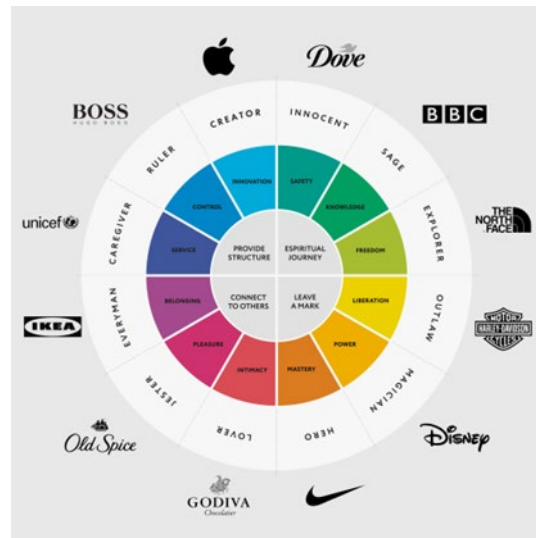 Dove
BOSS
HUGO BOSS
BBC
CREATOR
INNOCENT
RULER
SAGE
INNOVATION
SAFETY
CONTROL
KNOWLEDGE
unicef
CAREGIVER
EXPLORER
THE
NORTH
FACE
SERVICE
FREEDOM
PROVIDE
STRUCTURE
ESPIRITUAL
JOURNEY
BELONGING
LIBERATION
CONNECT
TO OTHERS
LEAVE
A MARK
IKEA
EVERYMAN
OUTLAW
MOTOR
HARLEY-DAVIDSON
CYCLES
PLEASURE
POWER
INTIMACY
MASTERY
JESTER
MAGICIAN
LOVER
HERO
Old Spice
Disney
GODIVA
Chocolatier